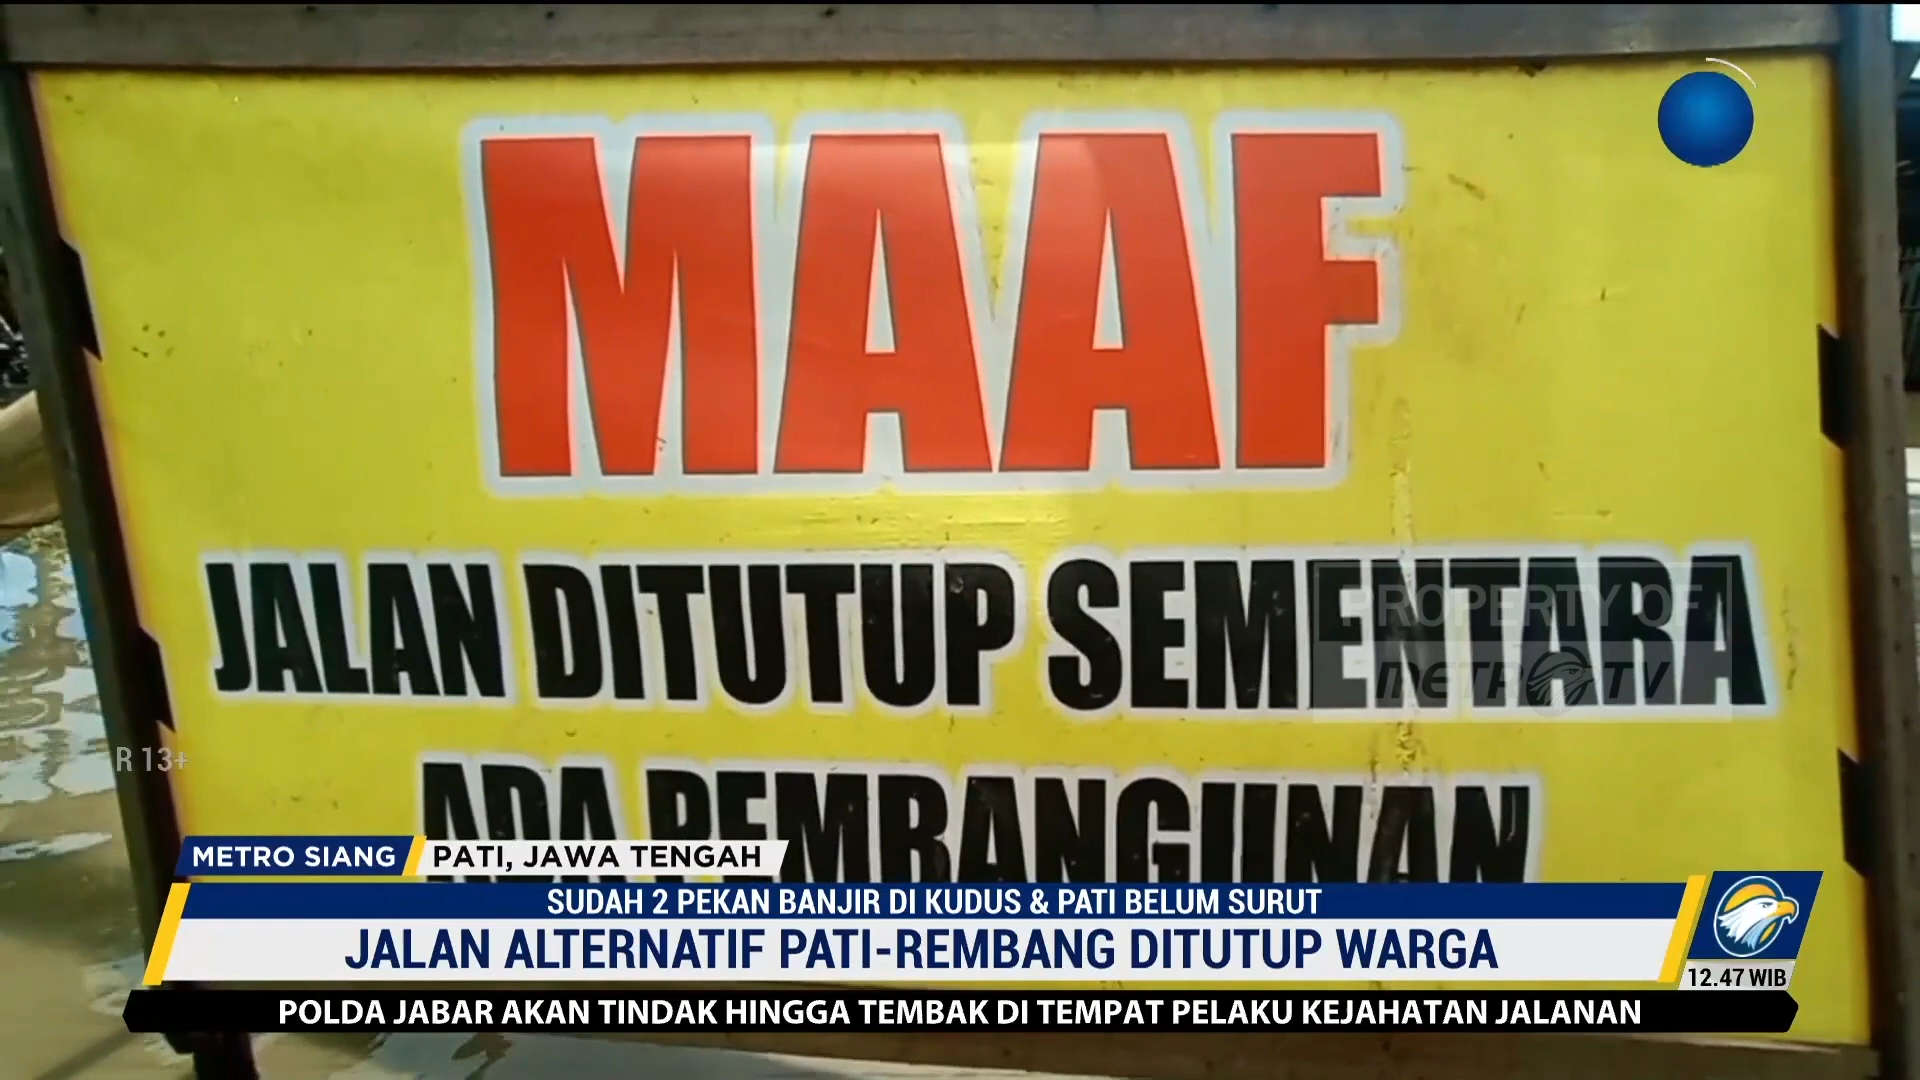 MAAF
JALAN DITUTUP SEMENTARA
PROPERTY OF
METRO TV
R 13+
ADA PEMBANGUNAN
METRO SIANG
PATI, JAWA TENGAH
SUDAH 2 PEKAN BANJIR DI KUDUS & PATI BELUM SURUT
JALAN ALTERNATIF PATI-REMBANG DITUTUP WARGA
12.47 WIB
POLDA JABAR AKAN TINDAK HINGGA TEMBAK DI TEMPAT PELAKU KEJAHATAN JALANAN